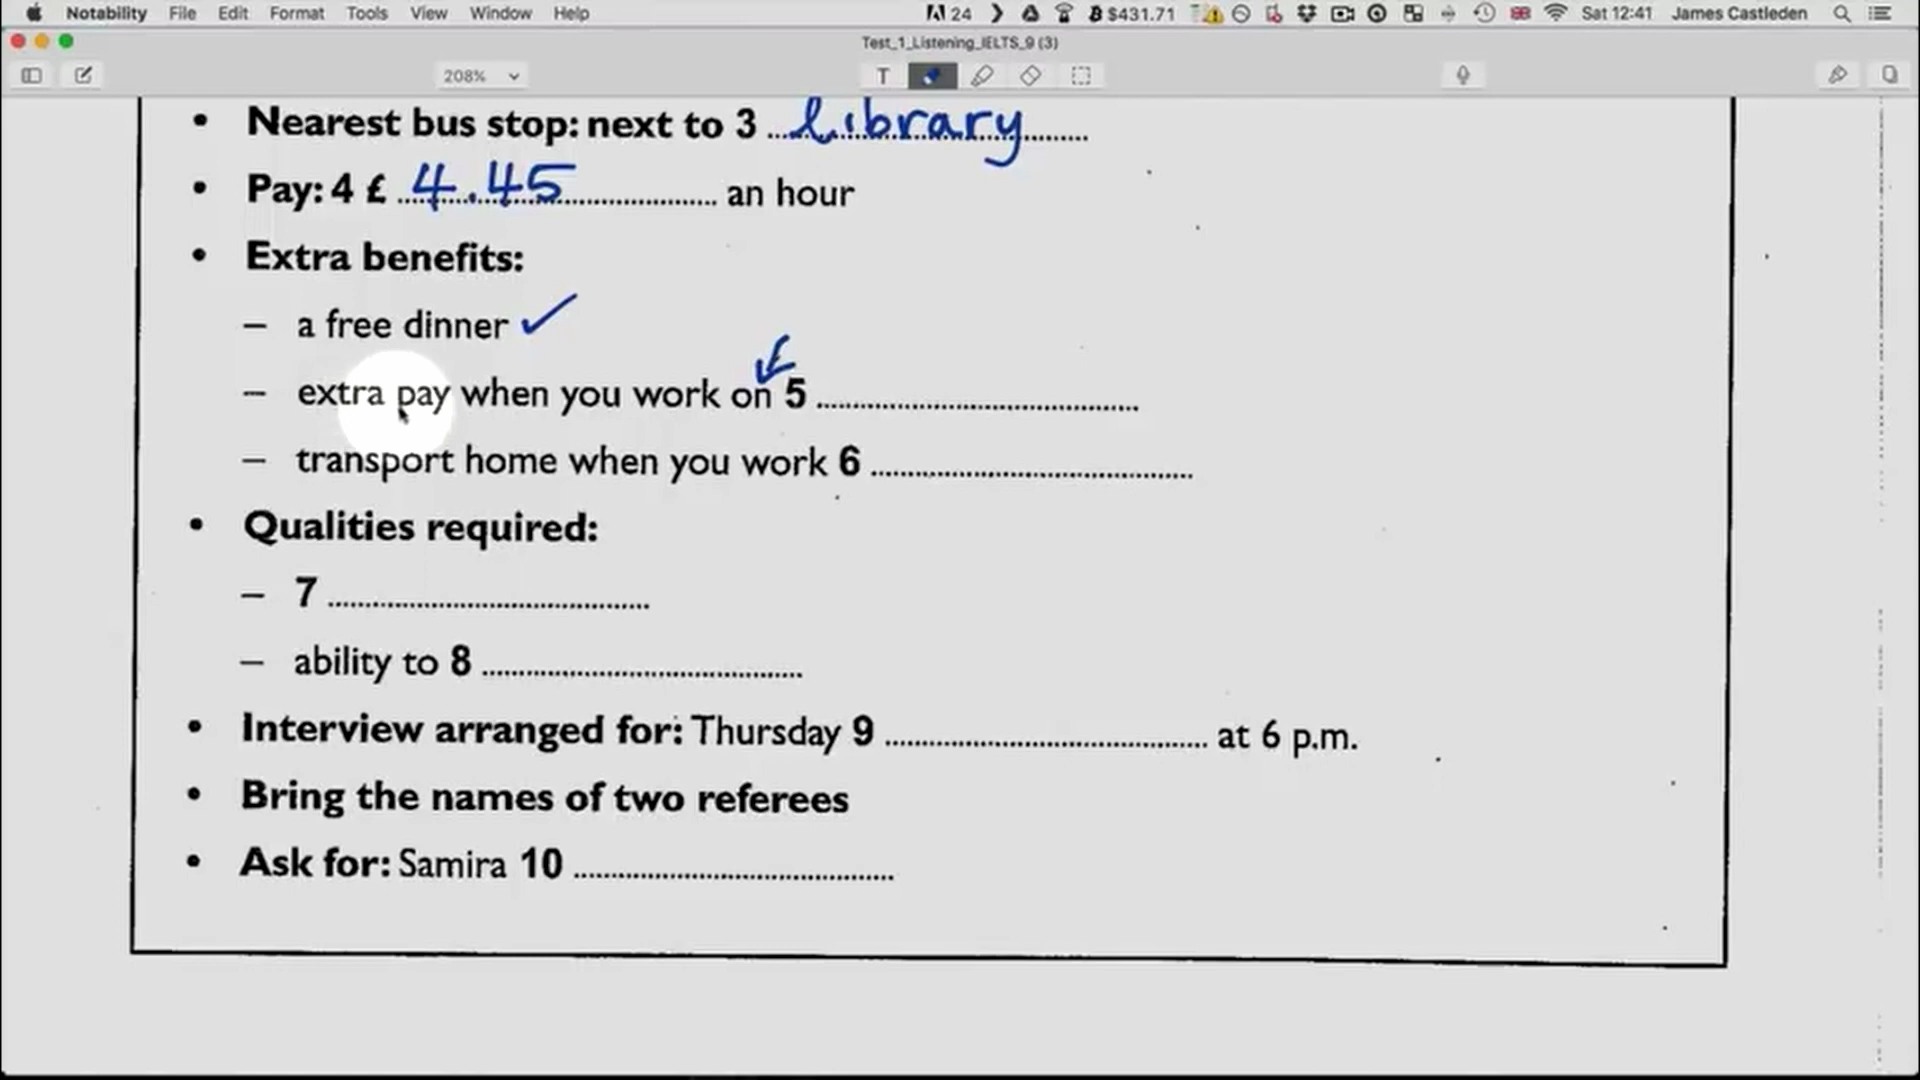 Notability File Edit Format Tools View Window Help 24 $431.71 Sat 12:41 James Castleden
Test_1_Listening_IELTS_9 (3)
208% T
• Nearest bus stop: next to 3 ........ library ........
• Pay: 4 £ ........ 4.45 ........ an hour
• Extra benefits:
– a free dinner ✓
– extra pay when you work on 5 ................
– transport home when you work 6 ................
• Qualities required:
– 7 ................
– ability to 8 ................
• Interview arranged for: Thursday 9 ................ at 6 p.m.
• Bring the names of two referees
• Ask for: Samira 10 ................